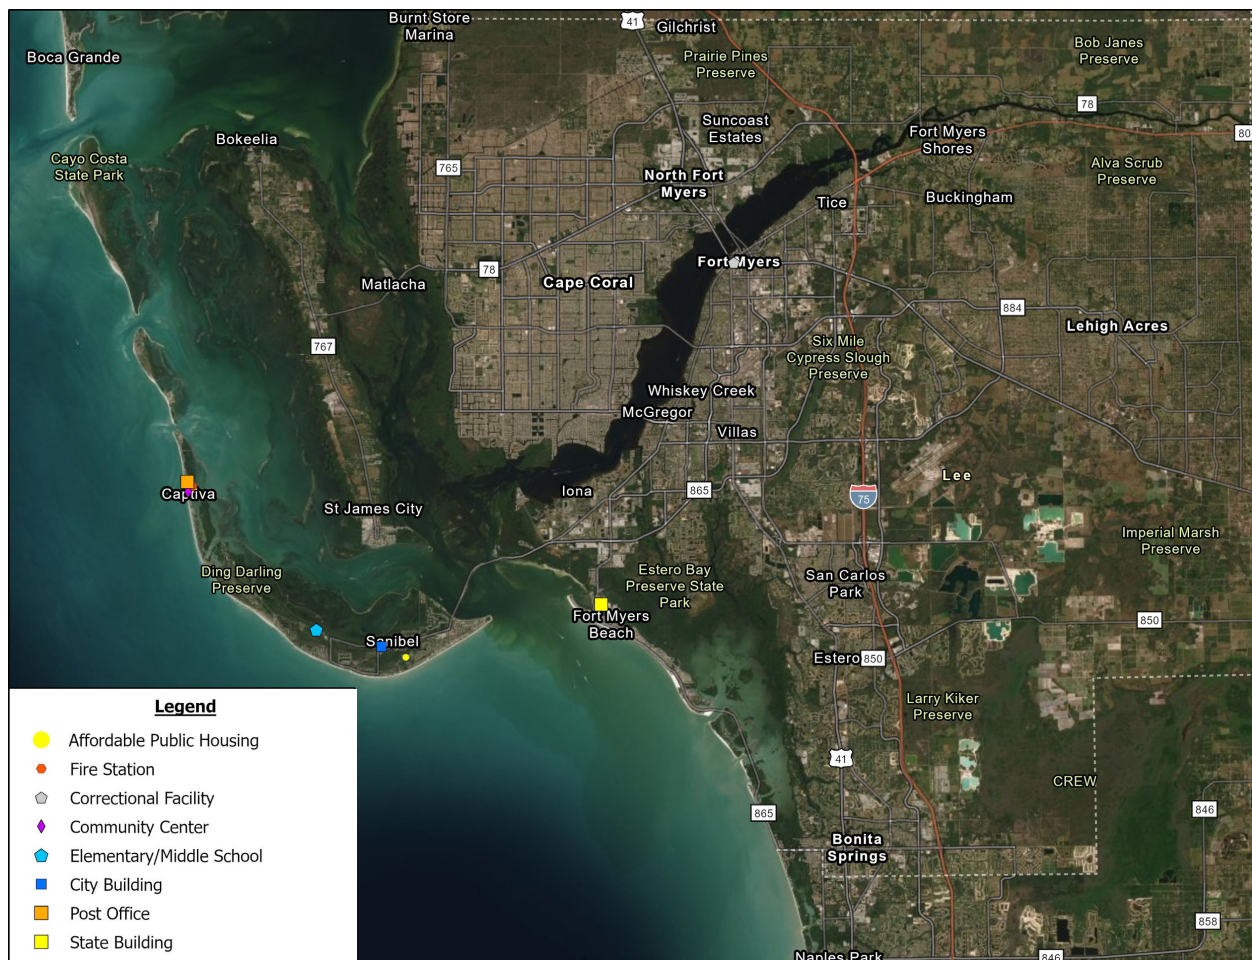 Burnt Store
Marina
41
Gilchrist
Boca Grande
Prairie Pines
Preserve
Bob Janes
Preserve
78
Suncoast
Estates
Fort Myers
Shores
80
Bokeelia
Cayo Costa
State Park
765
North Fort
Myers
Alva Scrub
Preserve
Tice
Buckingham
Fort Myers
78
Matlacha
Cape Coral
884
Lehigh Acres
767
Six Mile
Cypress Slough
Preserve
Whiskey Creek
McGregor
Villas
Captiva
Iona
865
75
Lee
St James City
Imperial Marsh
Preserve
Ding Darling
Preserve
Estero Bay
Preserve State
Park
San Carlos
Park
Fort Myers
Beach
850
Sanibel
Estero
850
Larry Kiker
Preserve
41
CREW
865
846
Bonita
Springs
858
Naples Park
846
Legend
Affordable Public Housing
Fire Station
Correctional Facility
Community Center
Elementary/Middle School
City Building
Post Office
State Building